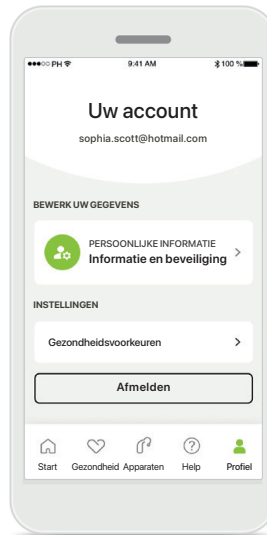 PH 9:41 AM 100 %
Uw account
sophia.scott@hotmail.com
BEWERK UW GEGEVENS
PERSOONLIJKE INFORMATIE
Informatie en beveiliging
INSTELLINGEN
Gezondheidsvoorkeuren
Afmelden
Start Gezondheid Apparaten Help Profiel